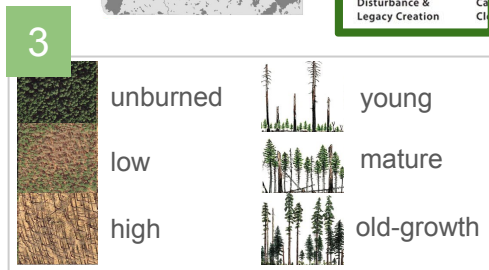 Disturbance &
Legacy Creation
3
unburned
low
high
young
mature
old-growth